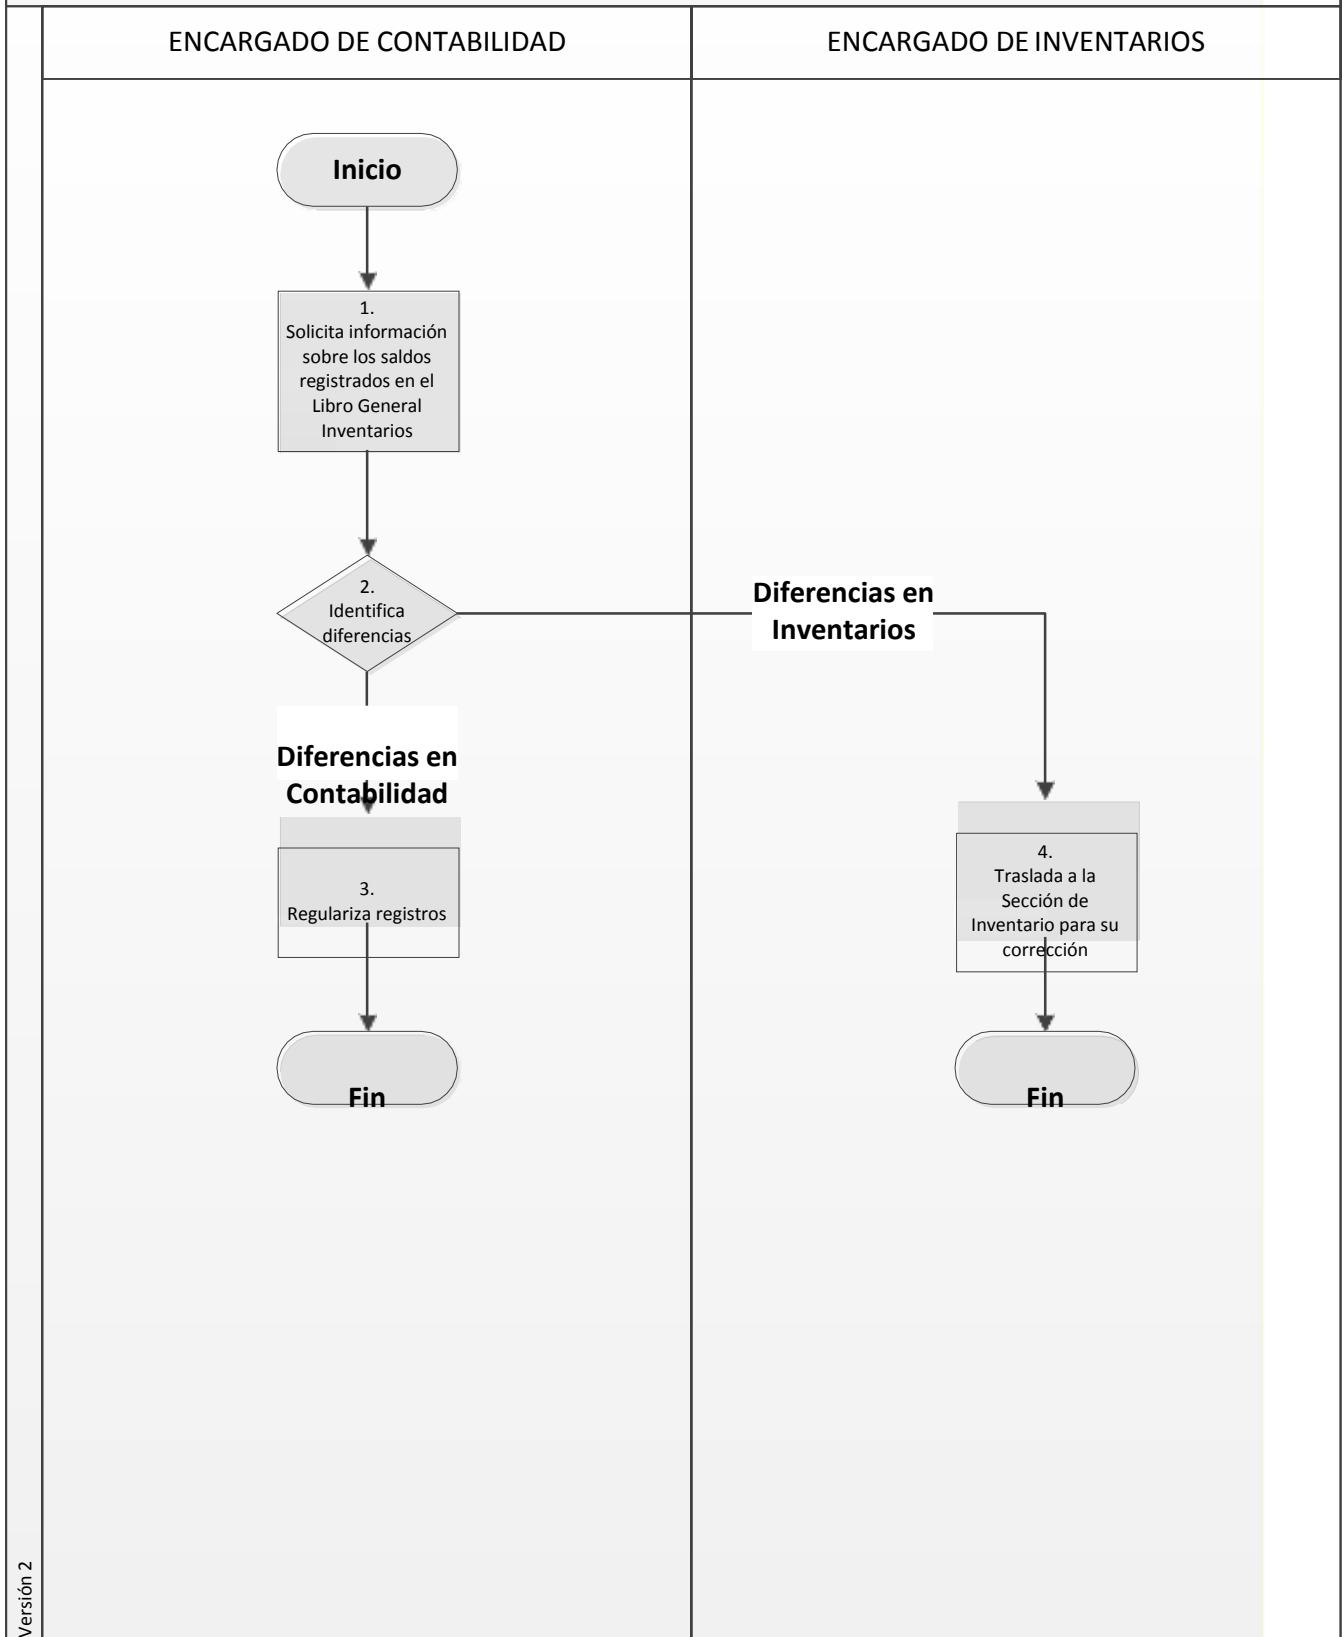 ENCARGADO DE CONTABILIDAD
ENCARGADO DE INVENTARIOS
Inicio
1.
Solicita información
sobre los saldos
registrados en el
Libro General
Inventarios
2.
Identifica
diferencias
Diferencias en
Inventarios
Diferencias en
Contabilidad
3.
Regulariza registros
4.
Traslada a la
Sección de
Inventario para su
corrección
Fin
Fin
Versión 2